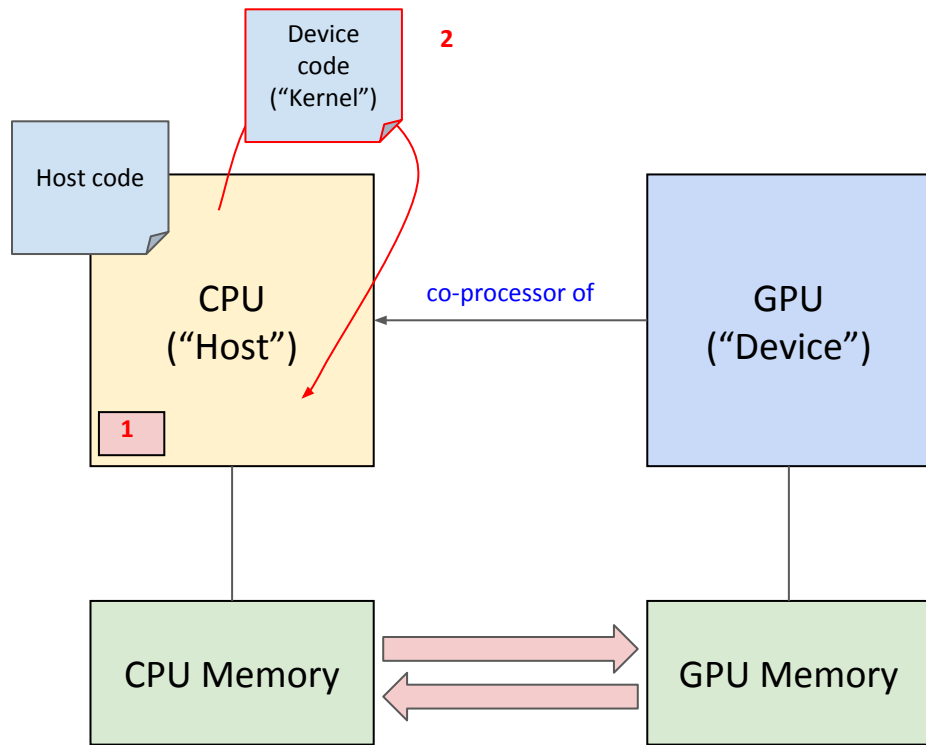 Device
code
(“Kernel”)
2
Host code
CPU
(“Host”)
co-processor of
GPU
(“Device”)
1
CPU Memory
GPU Memory